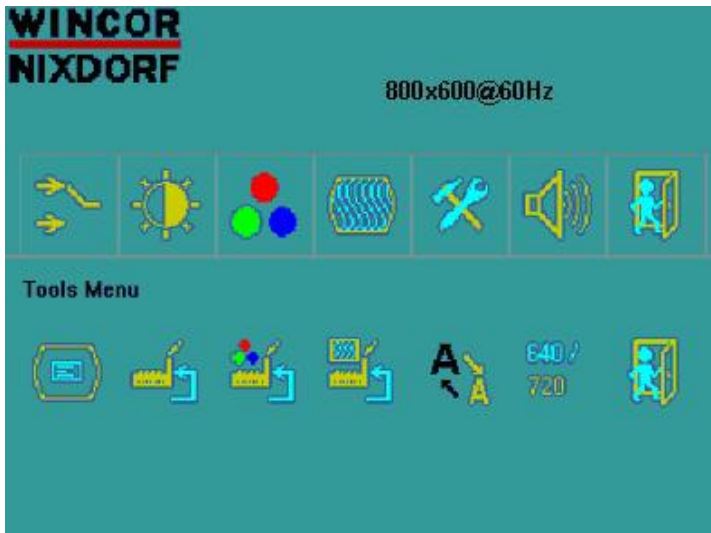 WINCOR
NIXDORF
800x600@60Hz
Tools Menu
A
A
640/
720